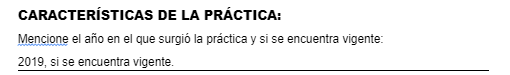 CARACTERÍSTICAS DE LA PRÁCTICA:
Mencione el año en el que surgió la práctica y si se encuentra vigente:
2019, si se encuentra vigente.